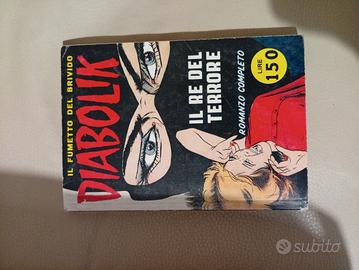 IL FUMETTO DEL BRIVIDO
DIABOLIK
IL RE DEL
TERRORE
ROMANZO COMPLETO
LIRE
150
subito